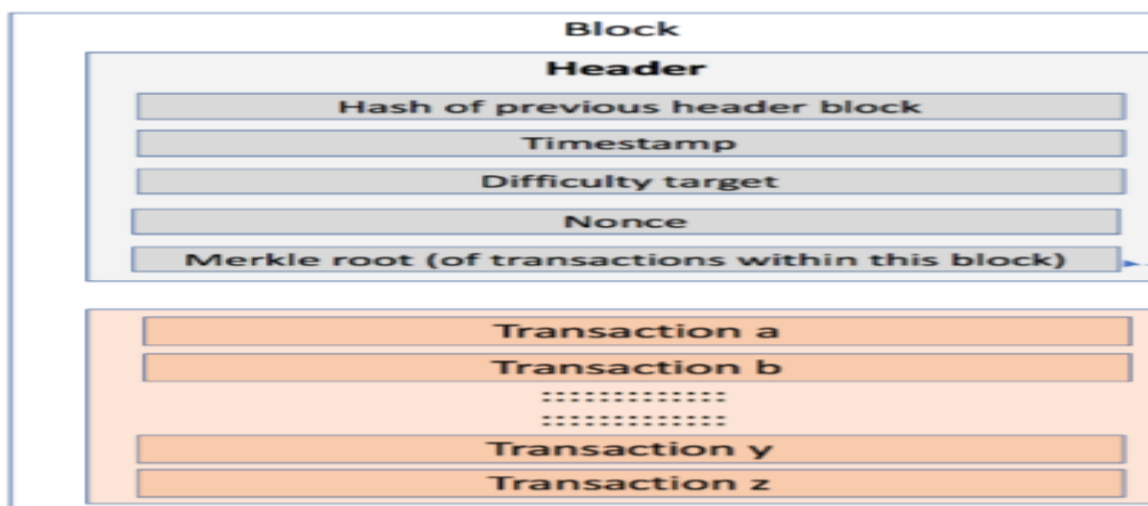 Block
Header
Hash of previous header block
Timestamp
Difficulty target
Nonce
Merkle root (of transactions within this block)
Transaction a
Transaction b
Transaction y
Transaction z